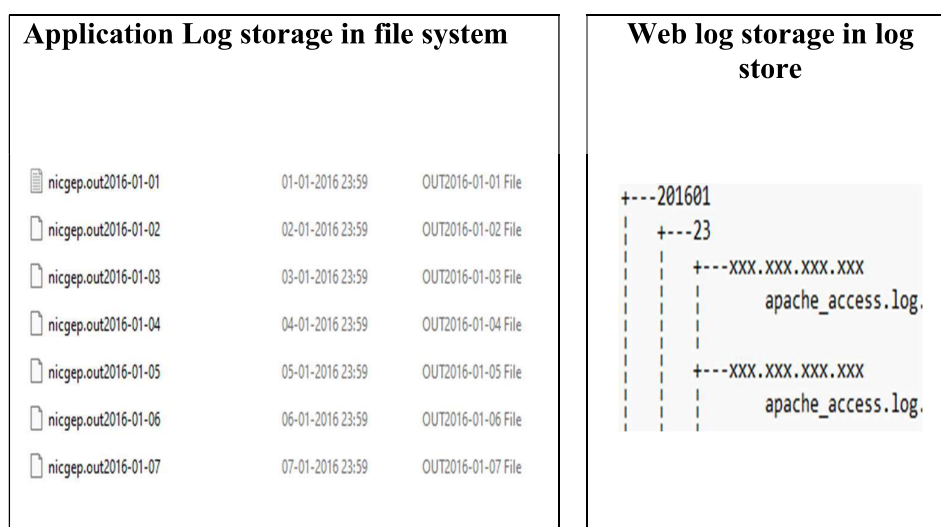 Application Log storage in file system
nicgep.out2016-01-01 01-01-2016 23:59 OUT2016-01-01 File
nicgep.out2016-01-02 02-01-2016 23:59 OUT2016-01-02 File
nicgep.out2016-01-03 03-01-2016 23:59 OUT2016-01-03 File
nicgep.out2016-01-04 04-01-2016 23:59 OUT2016-01-04 File
nicgep.out2016-01-05 05-01-2016 23:59 OUT2016-01-05 File
nicgep.out2016-01-06 06-01-2016 23:59 OUT2016-01-06 File
nicgep.out2016-01-07 07-01-2016 23:59 OUT2016-01-07 File
Web log storage in log
store
+---201601
| +---23
| | +---xxx.xxx.xxx.xxx
| | | apache_access.log.
| | |
| | +---xxx.xxx.xxx.xxx
| | | apache_access.log.